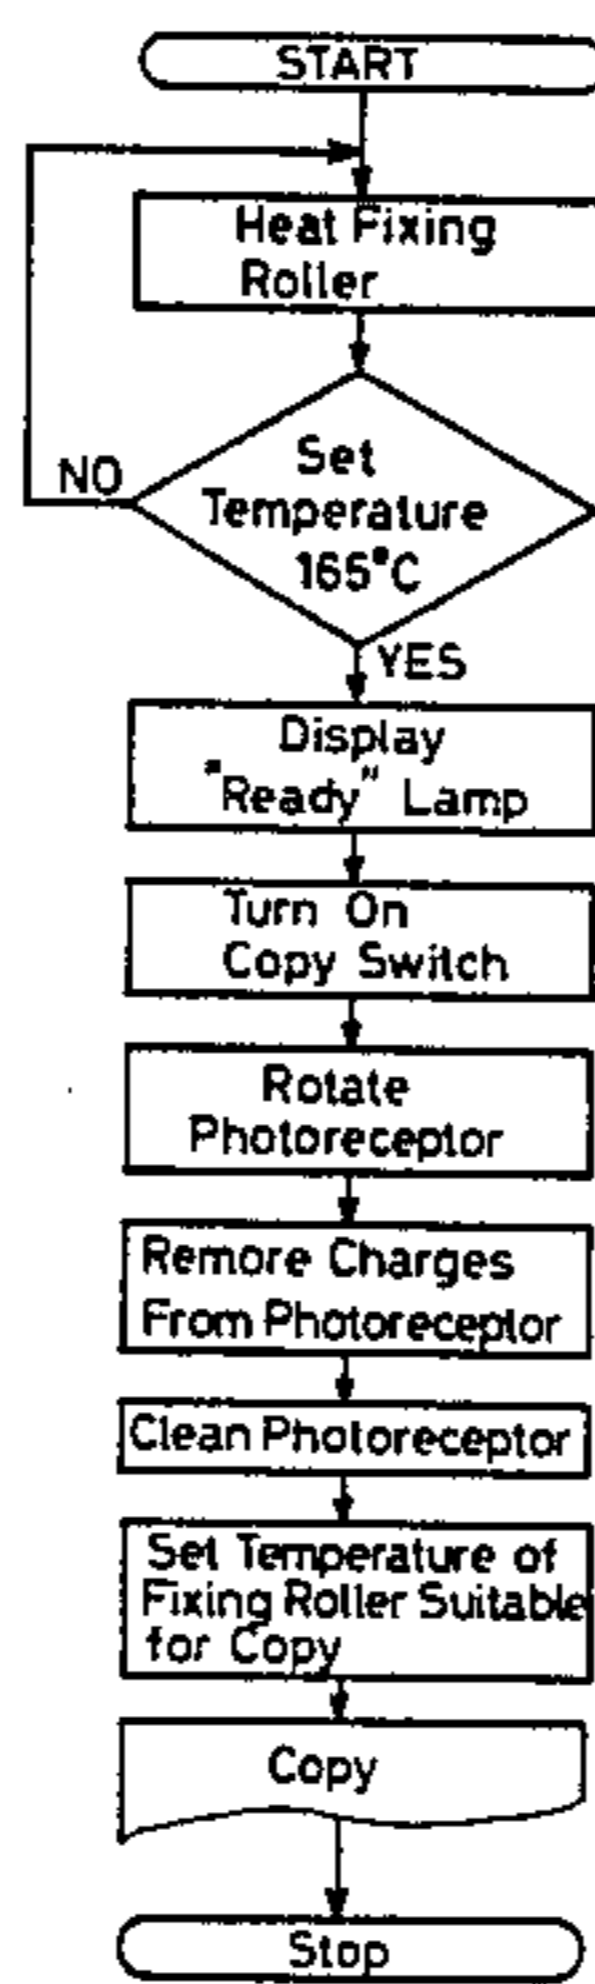 START
Heat Fixing
Roller
Set
Temperature
165°C
NO
YES
Display
"Ready" Lamp
Turn On
Copy Switch
Rotate
Photoreceptor
Remore Charges
From Photoreceptor
Clean Photoreceptor
Set Temperature of
Fixing Roller Suitable
for Copy
Copy
Stop